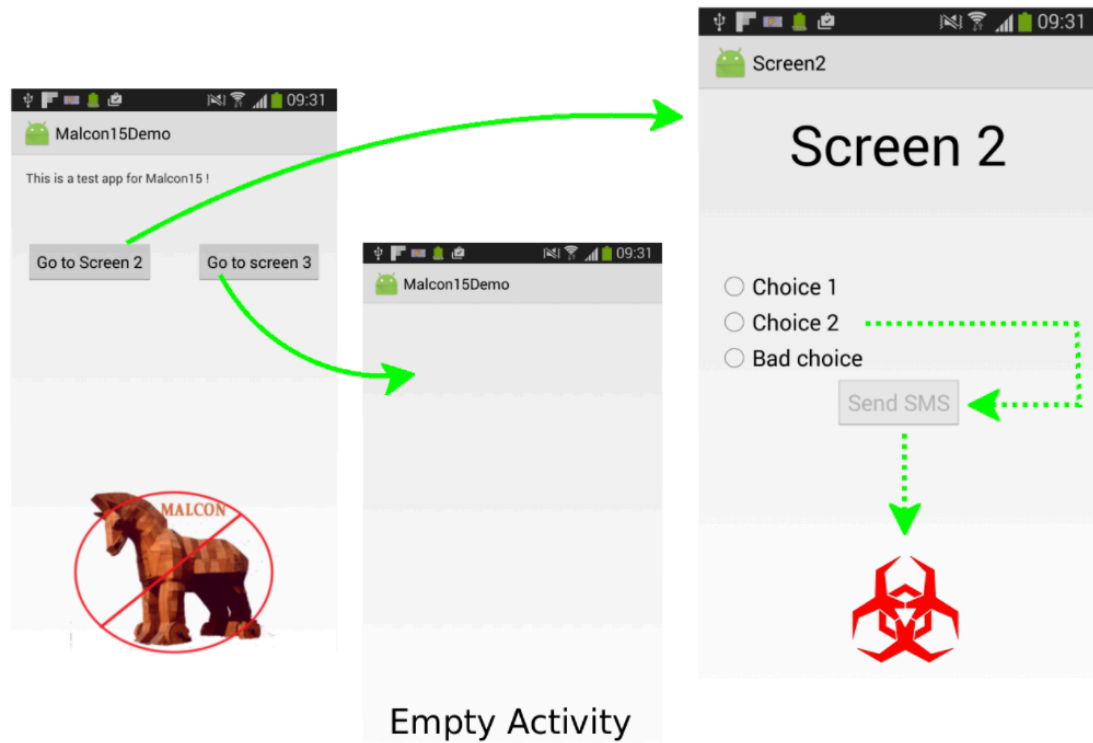 09:31
Malcon15Demo
This is a test app for Malcon15 !
Go to Screen 2
Go to screen 3
MALCON
09:31
Malcon15Demo
Empty Activity
09:31
Screen2
Screen 2
Choice 1
Choice 2
Bad choice
Send SMS